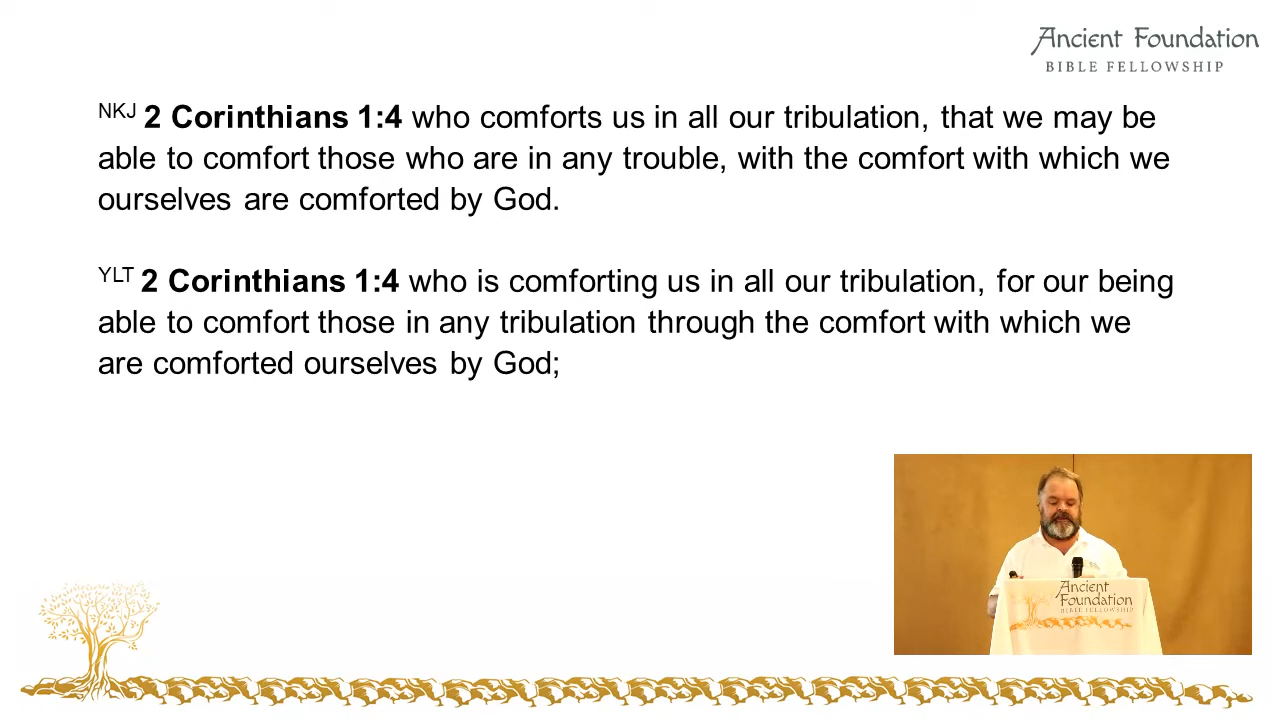 Ancient Foundation
BIBLE FELLOWSHIP
NKJ 2 Corinthians 1:4 who comforts us in all our tribulation, that we may be
able to comfort those who are in any trouble, with the comfort with which we
ourselves are comforted by God.
YLT 2 Corinthians 1:4 who is comforting us in all our tribulation, for our being
able to comfort those in any tribulation through the comfort with which we
are comforted ourselves by God;
Ancient
Foundation
BIBLE FELLOWSHIP